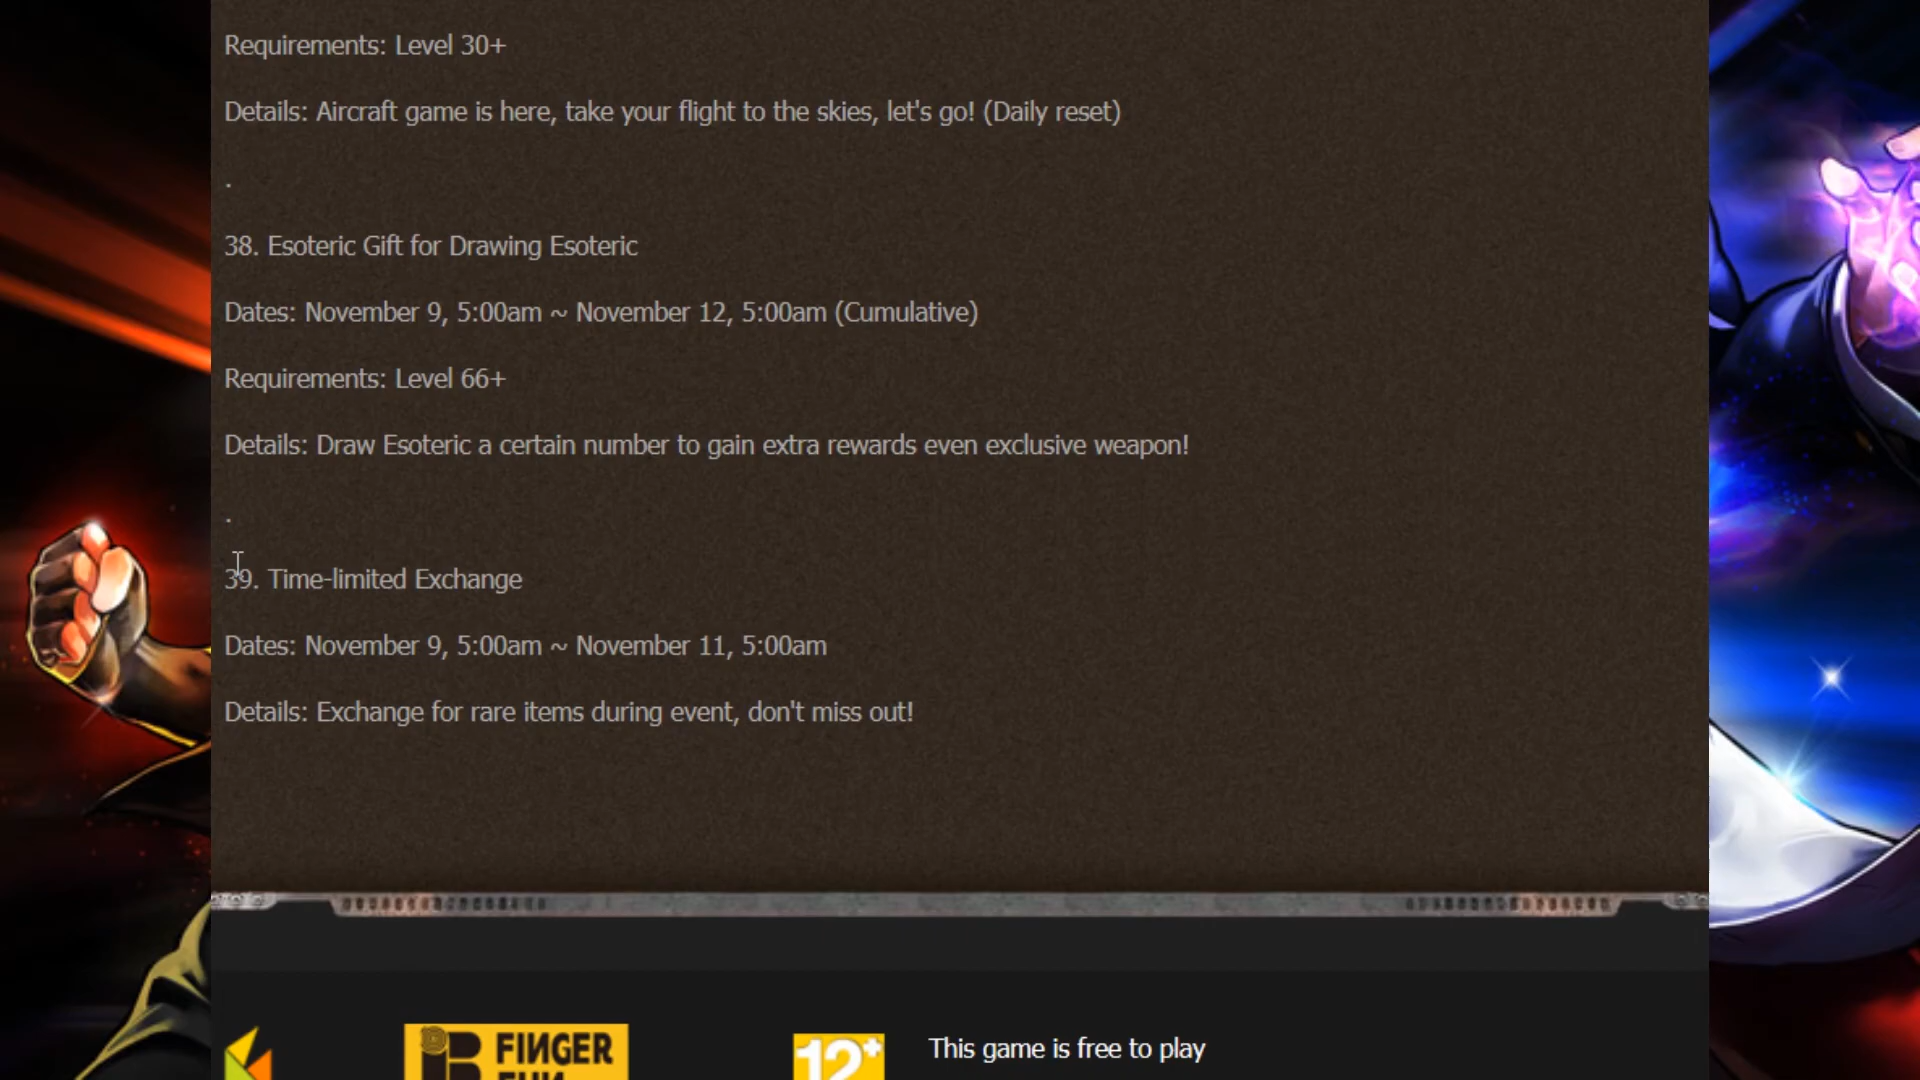 Requirements: Level 30+
Details: Aircraft game is here, take your flight to the skies, let's go! (Daily reset)
.
38. Esoteric Gift for Drawing Esoteric
Dates: November 9, 5:00am ~ November 12, 5:00am (Cumulative)
Requirements: Level 66+
Details: Draw Esoteric a certain number to gain extra rewards even exclusive weapon!
.
39. Time-limited Exchange
Dates: November 9, 5:00am ~ November 11, 5:00am
Details: Exchange for rare items during event, don't miss out!
FINGER
FUN
12+
This game is free to play